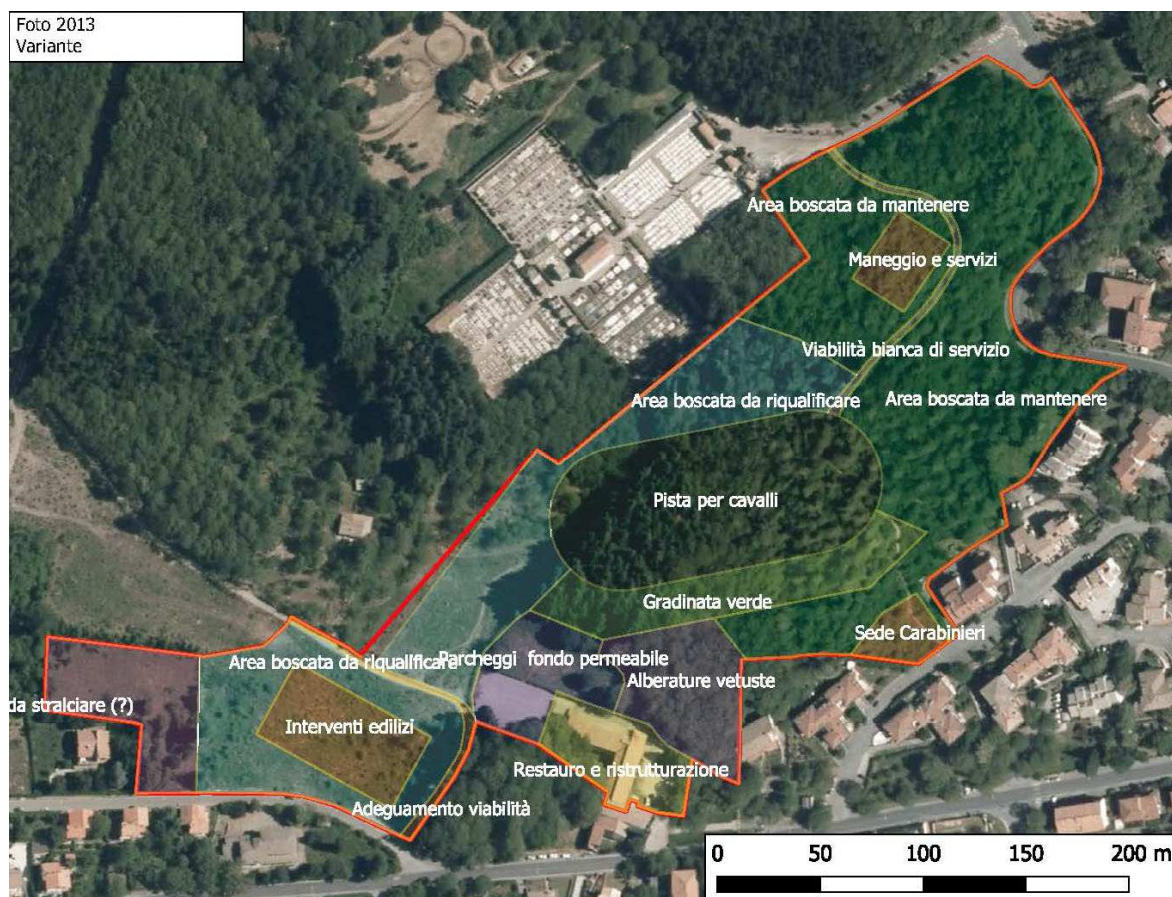 Foto 2013
Variante
Area boscata da mantenere
Maneggio e servizi
Viabilità bianca di servizio
Area boscata da riqualificare
Area boscata da mantenere
Pista per cavalli
Gradinata verde
Sede Carabinieri
Area boscata da riqualificare
Parcheggi fondo permeabile
Alberature vetuste
da stralciare (?)
Interventi edilizi
Restauro e ristrutturazione
Adeguamento viabilità
0 50 100 150 200 m